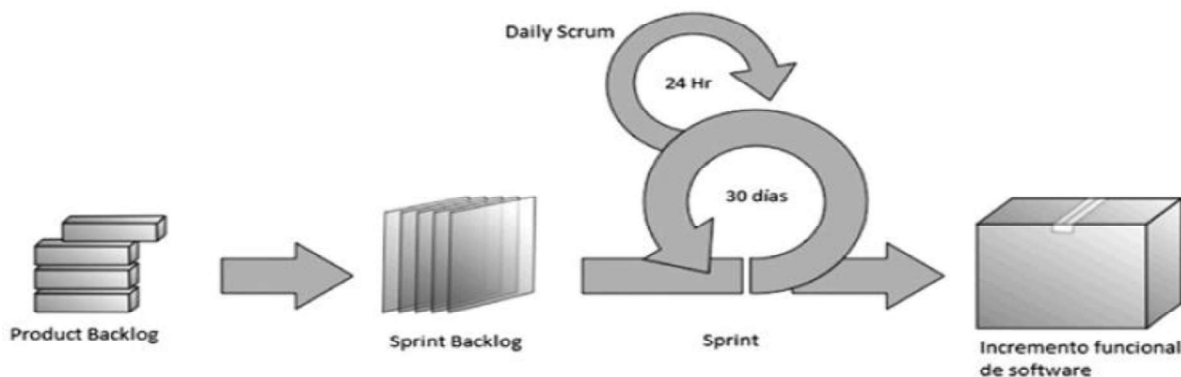 Daily Scrum
24 Hr
30 días
Product Backlog
Sprint Backlog
Sprint
Incremento funcional
de software